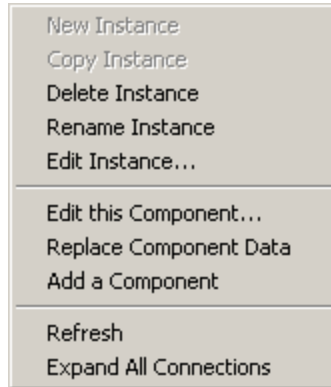 New Instance
Copy Instance
Delete Instance
Rename Instance
Edit Instance...
Edit this Component...
Replace Component Data
Add a Component
Refresh
Expand All Connections